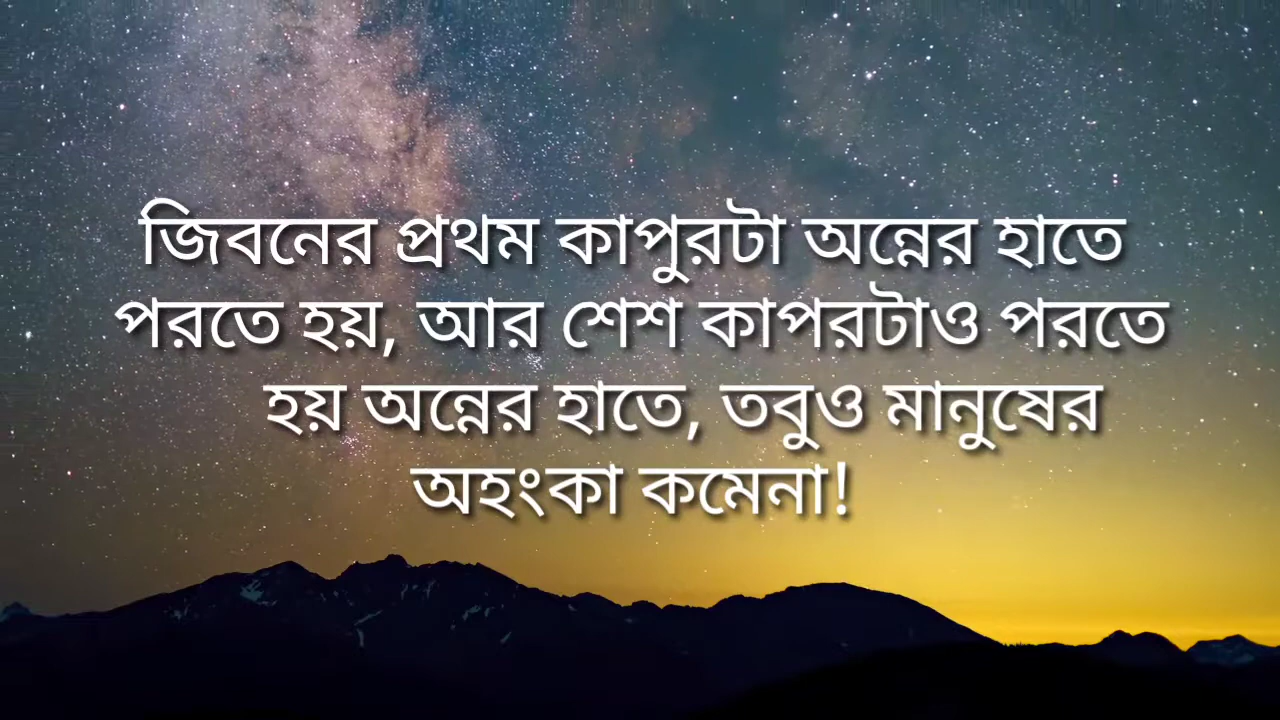 জিবনের প্রথম কাপুরটা অন্নের হাতে
পরতে হয়, আর শেশ কাপরটাও পরতে
হয় অন্নের হাতে, তবুও মানুষের
অহংকা কমেনা!